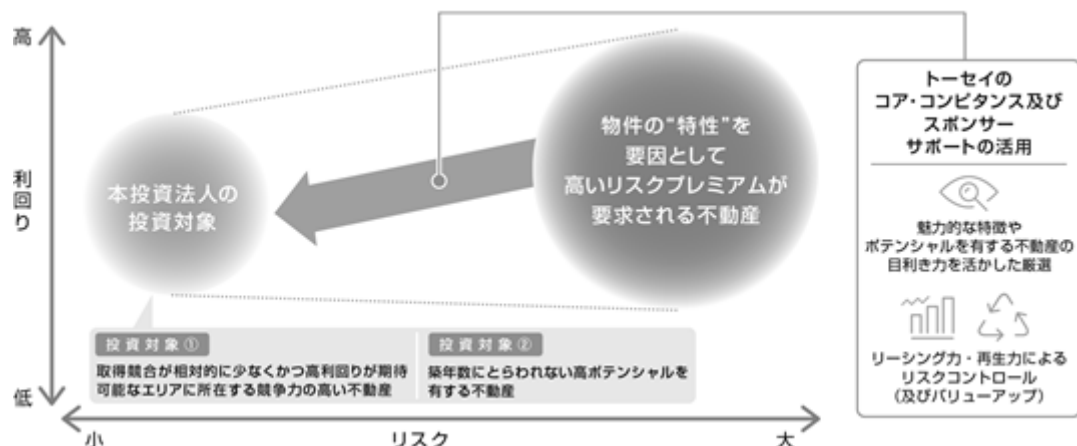 高
利回り
低
小
リスク
大
本投資法人の
投資対象
物件の“特性”を
要因として
高いリスクプレミアムが
要求される不動産
投資対象①
取得競合が相対的に少なくかつ高利回りが期待
可能なエリアに所在する競争力の高い不動産
投資対象②
築年数にとらわれない高ポテンシャルを
有する不動産
トーセイの
コア・コンピタンス及び
スポンサー
サポートの活用
魅力的な特徴や
ポテンシャルを有する不動産の
目利き力を活かした厳選
リーシング力・再生力による
リスクコントロール
（及びバリューアップ）